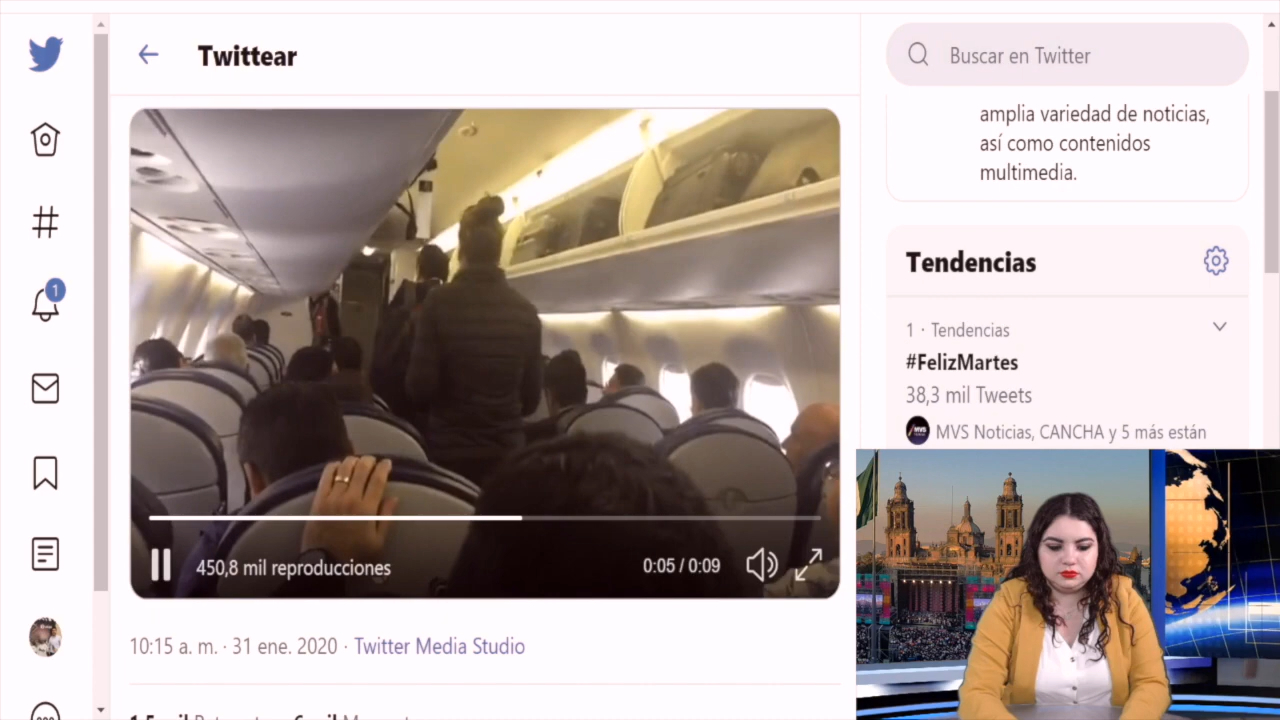 Twittear
Buscar en Twitter
amplia variedad de noticias,
así como contenidos
multimedia.
Tendencias
1
1 · Tendencias
#FelizMartes
38,3 mil Tweets
MVS Noticias, CANCHA y 5 más están
450,8 mil reproducciones
0:05 / 0:09
10:15 a. m. · 31 ene. 2020 · Twitter Media Studio